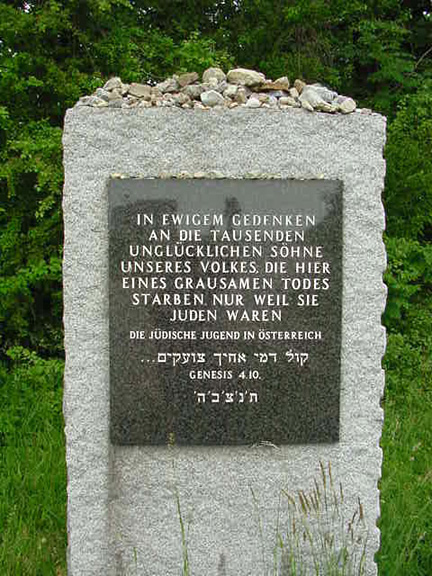 IN EWIGEM GEDENKEN
AN DIE TAUSENDEN
UNGLÜCKLICHEN SÖHNE
UNSERES VOLKES, DIE HIER
EINES GRAUSAMEN TODES
STARBEN, NUR WEIL SIE
JUDEN WAREN
DIE JÜDISCHE JUGEND IN ÖSTERREICH
קול דמי אחיך צועקים...
GENESIS 4.10.
ת'נ'צ'ב'ה'